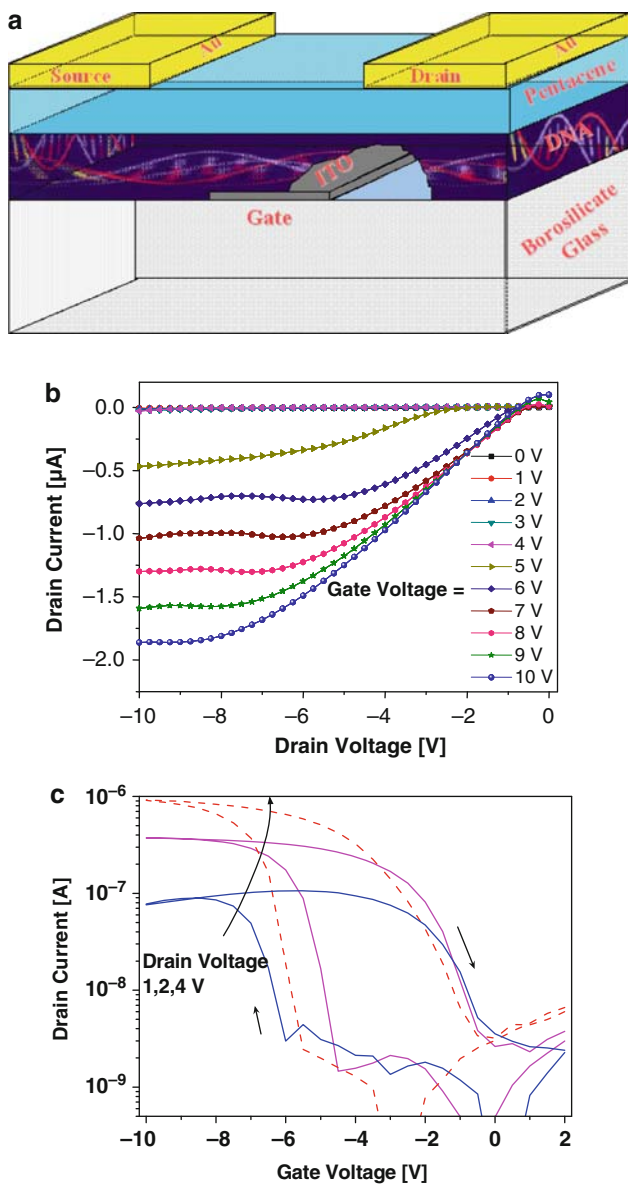 a
Au
Au
Source
Drain
Pentacene
DNA
ITO
Gate
Borosilicate
Glass
b
0.0
−0.5
−1.0
−1.5
−2.0
Drain Current [µA]
0 V
1 V
2 V
3 V
4 V
5 V
Gate Voltage = 6 V
7 V
8 V
9 V
10 V
−10 −8 −6 −4 −2 0
Drain Voltage [V]
c
10⁻⁶
10⁻⁷
10⁻⁸
10⁻⁹
Drain Current [A]
Drain Voltage
1,2,4 V
−10 −8 −6 −4 −2 0 2
Gate Voltage [V]